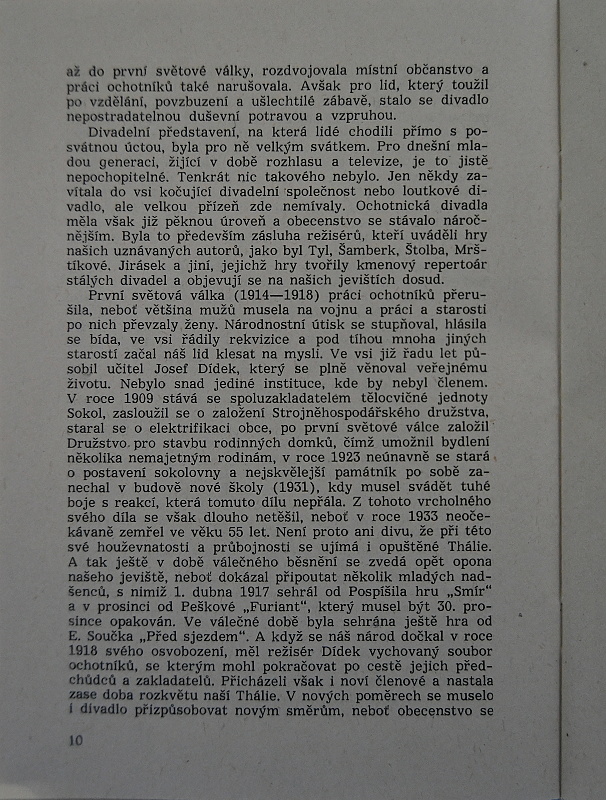 až do první světové války, rozdvojovala místní občanstvo a
práci ochotníků také narušovala. Avšak pro lid, který toužil
po vzdělání, povzbuzení a ušlechtilé zábavě, stalo se divadlo
nepostradatelnou duševní potravou a vzpruhou.
Divadelní představení, na která lidé chodili přímo s po-
svátnou úctou, byla pro ně velkým svátkem. Pro dnešní mla-
dou generaci, žijící v době rozhlasu a televize, je to jistě
nepochopitelné. Tenkrát nic takového nebylo. Jen někdy za-
vítala do vsi kočující divadelní společnost nebo loutkové di-
vadlo, ale velkou přízeň zde nemívaly. Ochotnická divadla
měla však již pěknou úroveň a obecenstvo se stávalo nároč-
nějším. Byla to především zásluha režisérů, kteří uváděli hry
našich uznávaných autorů, jako byl Tyl, Šamberk, Štolba, Mrš-
tíkové, Jirásek a jiní, jejichž hry tvořily kmenový repertoár
stálých divadel a objevují se na našich jevištích dosud.
První světová válka (1914—1918) práci ochotníků přeru-
šila, neboť většina mužů musela na vojnu a práci a starosti
po nich převzaly ženy. Národnostní útisk se stupňoval, hlásila
se bída, ve vsi řádily rekvizice a pod tíhou mnoha jiných
starostí začal náš lid klesat na mysli. Ve vsi již řadu let pů-
sobil učitel Josef Dídek, který se plně věnoval veřejnému
životu. Nebylo snad jediné instituce, kde by nebyl členem.
V roce 1909 stává se spoluzakladatelem tělocvičné jednoty
Sokol, zasloužil se o založení Strojněhospodářského družstva,
staral se o elektrifikaci obce, po první světové válce založil
Družstvo pro stavbu rodinných domků, čímž umožnil bydlení
několika nemajetným rodinám, v roce 1923 neúnavně se stará
o postavení sokolovny a nejskvělejší památník po sobě za-
nechal v budově nové školy (1931), kdy musel svádět tuhé
boje s reakcí, která tomuto dílu nepřála. Z tohoto vrcholného
svého díla se však dlouho netěšil, neboť v roce 1933 neoče-
kávaně zemřel ve věku 55 let. Není proto ani divu, že při této
své houževnatosti a průbojnosti se ujímá i opuštěné Thálie.
A tak ještě v době válečného běsnění se zvedá opět opona
našeho jeviště, neboť dokázal připoutat několik mladých nad-
šenců, s nimiž 1. dubna 1917 sehrál od Pospíšila hru „Smír"
a v prosinci od Peškové „Furiant", který musel být 30. pro-
since opakován. Ve válečné době byla sehrána ještě hra od
E. Součka „Před sjezdem". A když se náš národ dočkal v roce
1918 svého osvobození, měl režisér Dídek vychovaný soubor
ochotníků, se kterým mohl pokračovat po cestě jejich před-
chůdců a zakladatelů. Přicházeli však i noví členové a nastala
zase doba rozkvětu naší Thálie. V nových poměrech se muselo
i divadlo přizpůsobovat novým směrům, neboť obecenstvo se
10